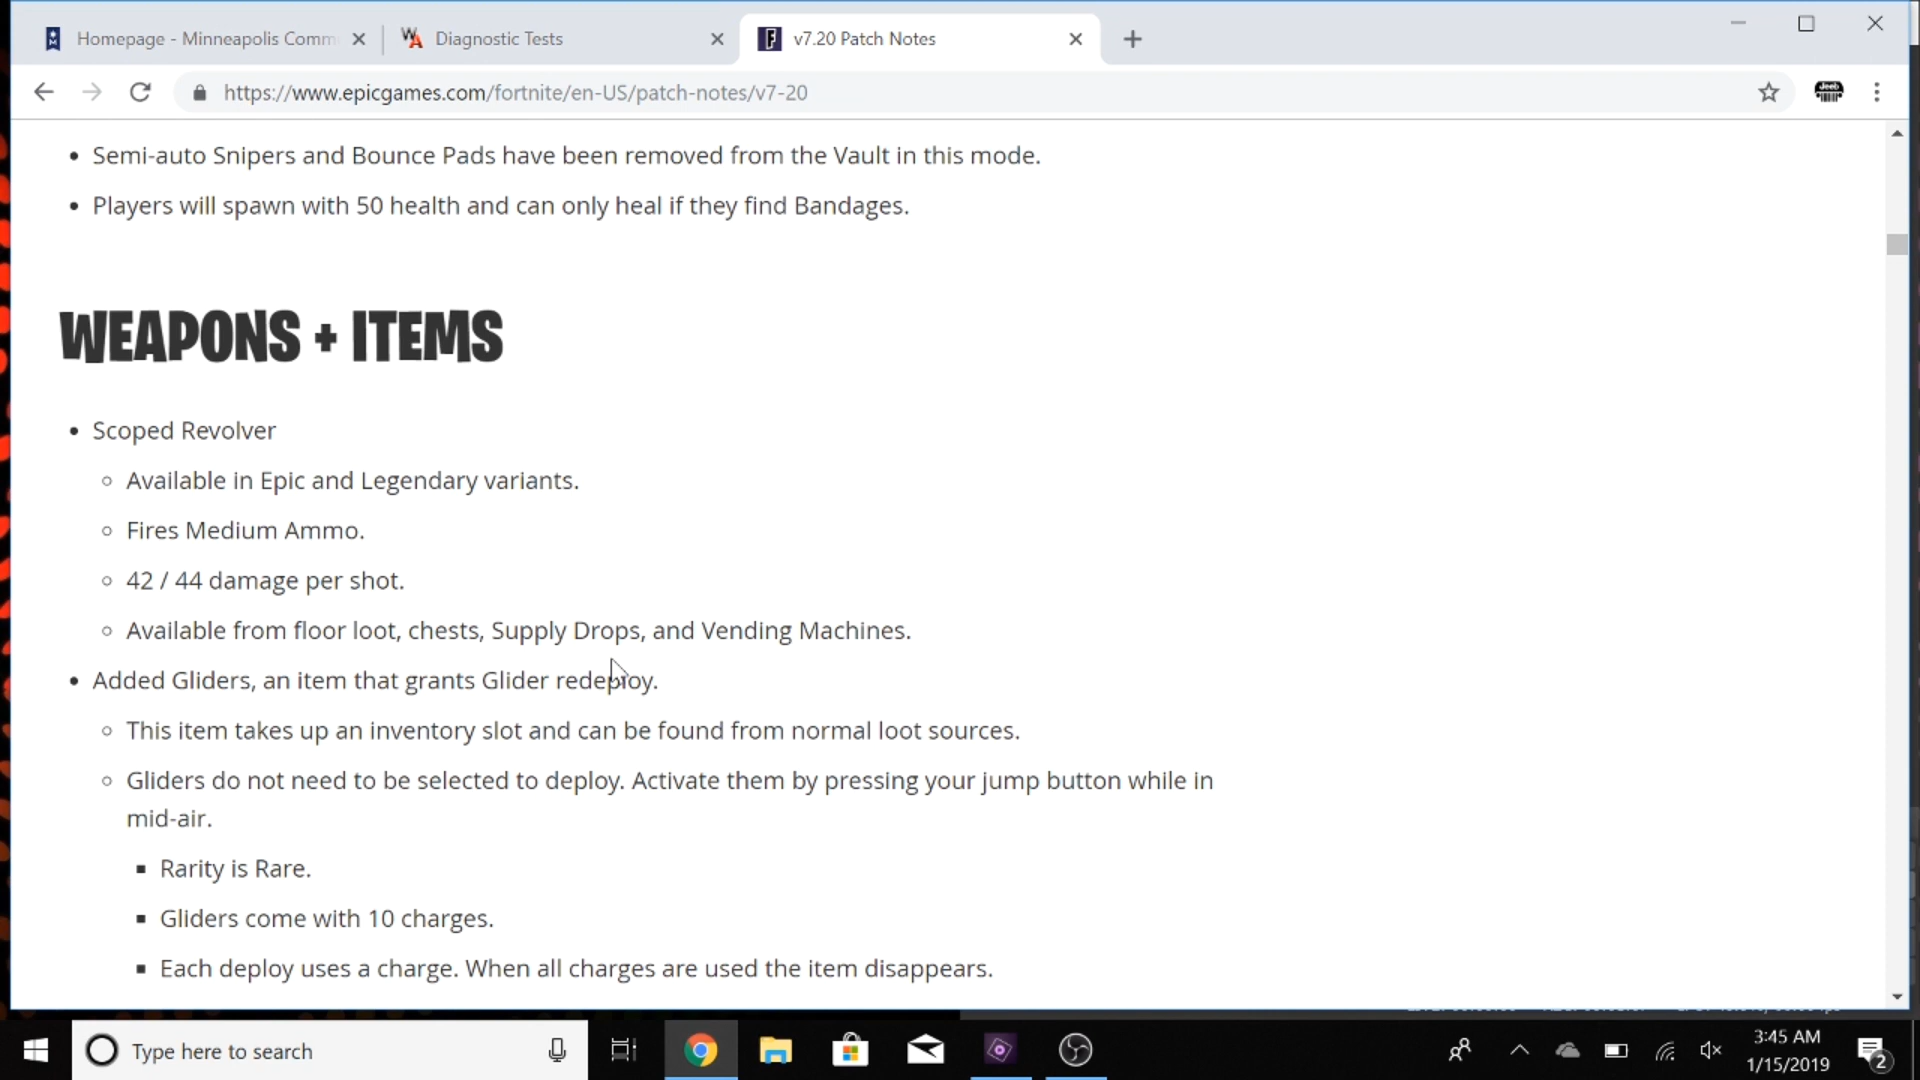 Homepage - Minneapolis Comm
Diagnostic Tests
v7.20 Patch Notes
https://www.epicgames.com/fortnite/en-US/patch-notes/v7-20
Jeeb
• Semi-auto Snipers and Bounce Pads have been removed from the Vault in this mode.
• Players will spawn with 50 health and can only heal if they find Bandages.
WEAPONS + ITEMS
• Scoped Revolver
○ Available in Epic and Legendary variants.
○ Fires Medium Ammo.
○ 42 / 44 damage per shot.
○ Available from floor loot, chests, Supply Drops, and Vending Machines.
• Added Gliders, an item that grants Glider redeploy.
○ This item takes up an inventory slot and can be found from normal loot sources.
○ Gliders do not need to be selected to deploy. Activate them by pressing your jump button while in
mid-air.
▪ Rarity is Rare.
▪ Gliders come with 10 charges.
▪ Each deploy uses a charge. When all charges are used the item disappears.
Type here to search
3:45 AM
1/15/2019
2